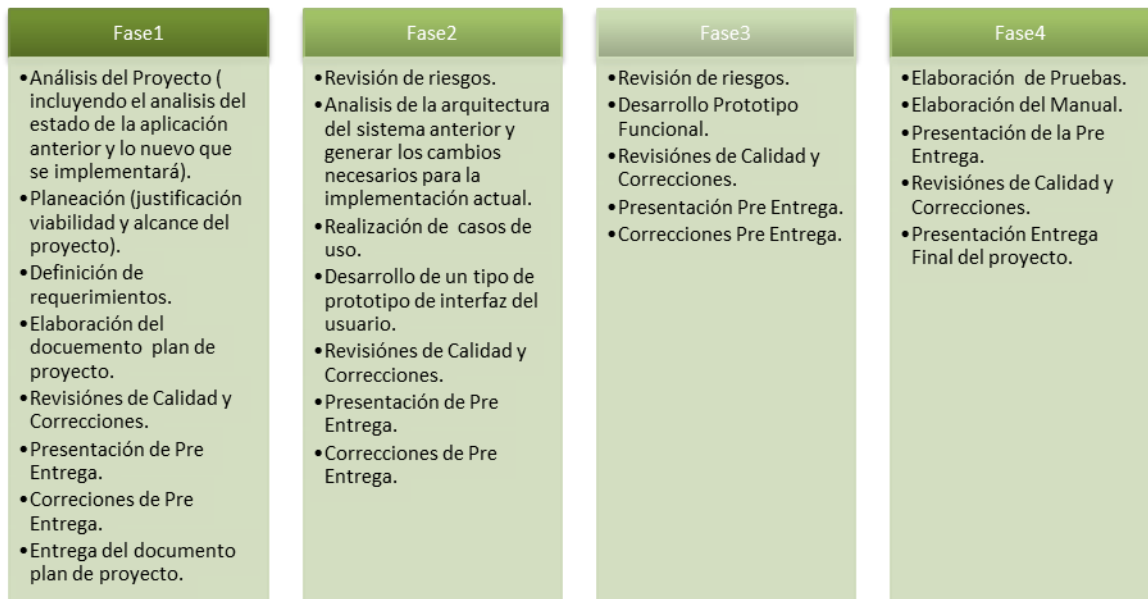 Fase1
•Análisis del Proyecto (
incluyendo el analisis del
estado de la aplicación
anterior y lo nuevo que
se implementará).
•Planeación (justificación
viabilidad y alcance del
proyecto).
•Definición de
requerimientos.
•Elaboración del
docuemento plan de
proyecto.
•Revisiónes de Calidad y
Correcciones.
•Presentación de Pre
Entrega.
•Correciones de Pre
Entrega.
•Entrega del documento
plan de proyecto.
Fase2
•Revisión de riesgos.
•Analisis de la arquitectura
del sistema anterior y
generar los cambios
necesarios para la
implementación actual.
•Realización de casos de
uso.
•Desarrollo de un tipo de
prototipo de interfaz del
usuario.
•Revisiónes de Calidad y
Correcciones.
•Presentación de Pre
Entrega.
•Correcciones de Pre
Entrega.
Fase3
•Revisión de riesgos.
•Desarrollo Prototipo
Funcional.
•Revisiónes de Calidad y
Correcciones.
•Presentación Pre Entrega.
•Correcciones Pre Entrega.
Fase4
•Elaboración de Pruebas.
•Elaboración del Manual.
•Presentación de la Pre
Entrega.
•Revisiónes de Calidad y
Correcciones.
•Presentación Entrega
Final del proyecto.